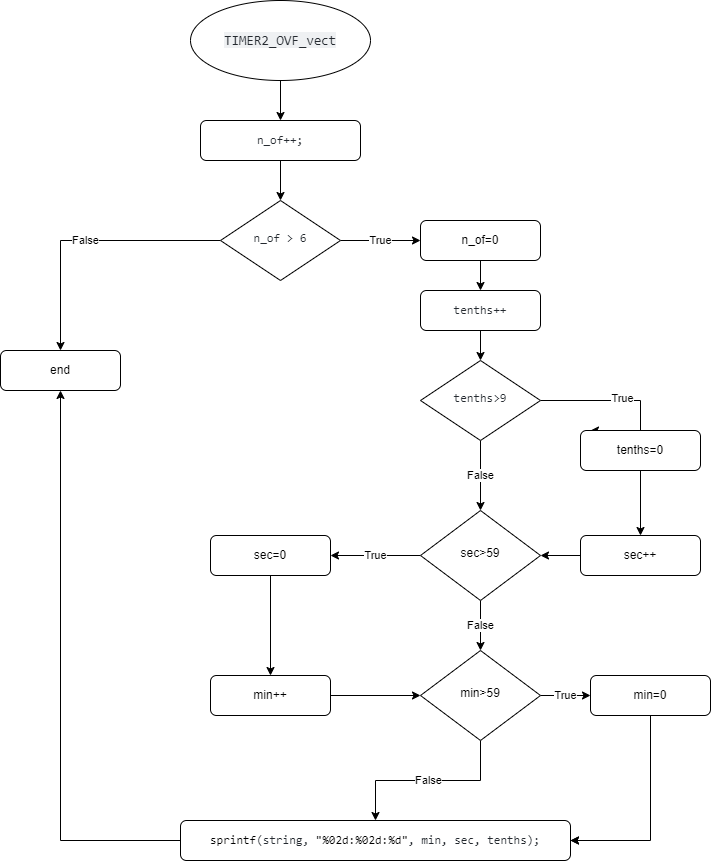 TIMER2_OVF_vect
n_of++;
n_of > 6
False
True
n_of=0
tenths++
end
tenths>9
True
tenths=0
False
sec=0
True
sec>59
sec++
False
min++
min>59
True
min=0
False
sprintf(string, "%02d:%02d:%d", min, sec, tenths);